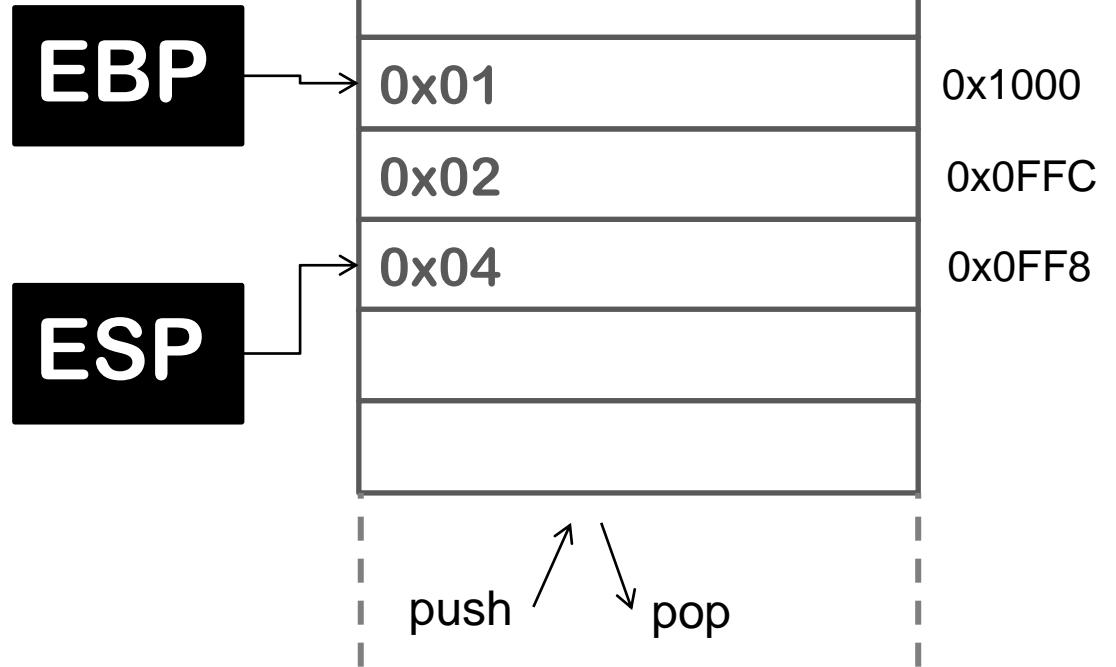 EBP
0x01
0x1000
0x02
0x0FFC
0x04
0x0FF8
ESP
push
pop